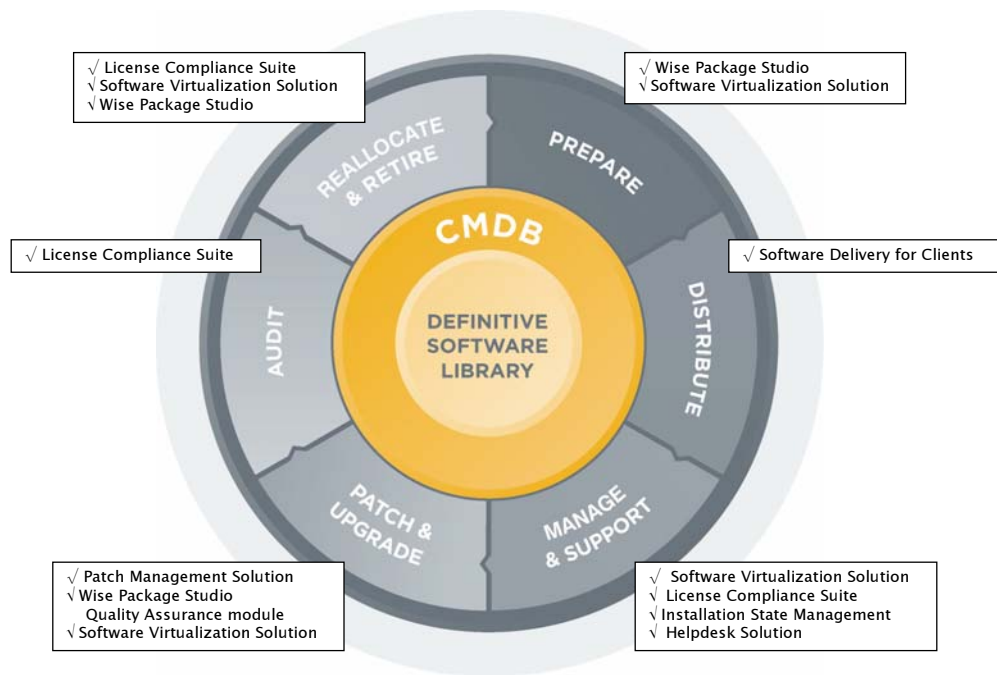 √ License Compliance Suite
√ Software Virtualization Solution
√ Wise Package Studio
√ Wise Package Studio
√ Software Virtualization Solution
REALLOCATE
& RETIRE
PREPARE
CMDB
√ License Compliance Suite
√ Software Delivery for Clients
AUDIT
DEFINITIVE
SOFTWARE
LIBRARY
DISTRIBUTE
PATCH &
UPGRADE
MANAGE
& SUPPORT
√ Patch Management Solution
√ Wise Package Studio
Quality Assurance module
√ Software Virtualization Solution
√ Software Virtualization Solution
√ License Compliance Suite
√ Installation State Management
√ Helpdesk Solution